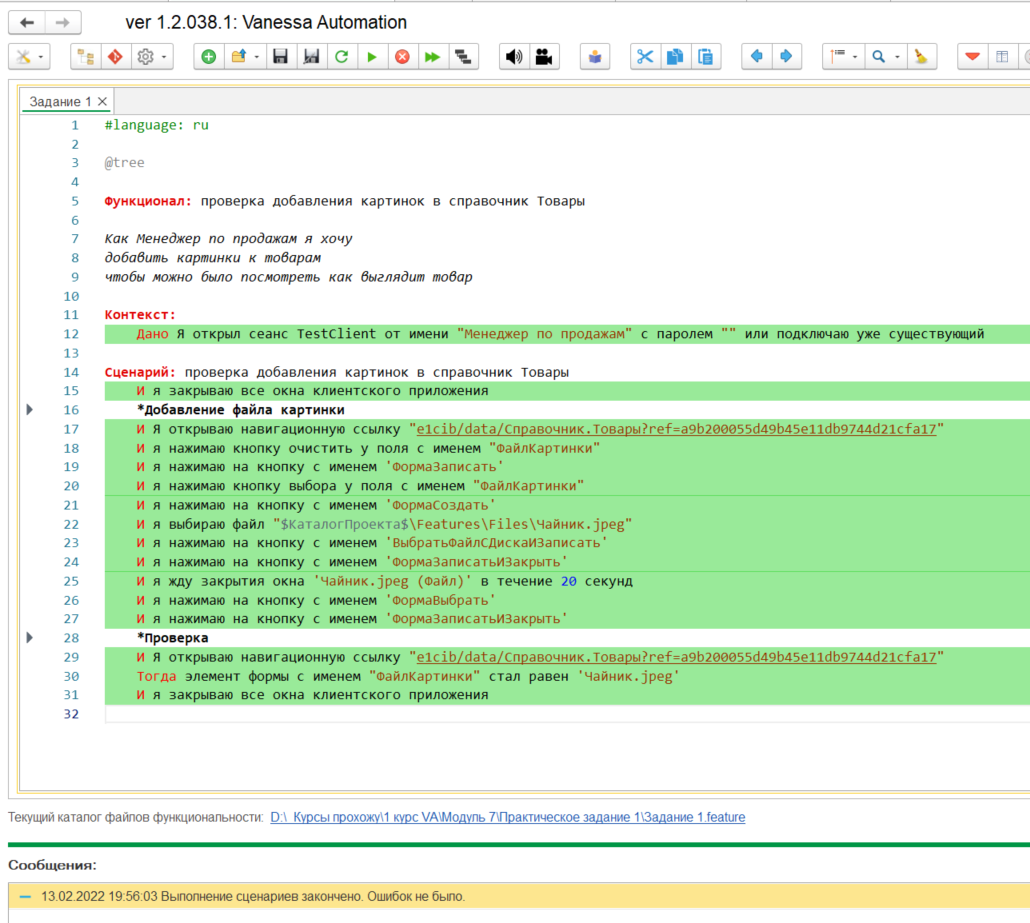 ver 1.2.038.1: Vanessa Automation
Задание 1 ×
1 #language: ru
2
3 @tree
4
5 Функционал: проверка добавления картинок в справочник Товары
6
7 Как Менеджер по продажам я хочу
8 добавить картинки к товарам
9 чтобы можно было посмотреть как выглядит товар
10
11 Контекст:
12 Дано Я открыл сеанс TestClient от имени "Менеджер по продажам" с паролем "" или подключаю уже существующий
13
14 Сценарий: проверка добавления картинок в справочник Товары
15 И я закрываю все окна клиентского приложения
16 *Добавление файла картинки
17 И Я открываю навигационную ссылку "e1cib/data/Справочник.Товары?ref=a9b200055d49b45e11db9744d21cfa17"
18 И я нажимаю кнопку очистить у поля с именем "ФайлКартинки"
19 И я нажимаю на кнопку с именем 'ФормаЗаписать'
20 И я нажимаю кнопку выбора у поля с именем "ФайлКартинки"
21 И я нажимаю на кнопку с именем 'ФормаСоздать'
22 И я выбираю файл "$КаталогПроекта$\Features\Files\Чайник.jpeg"
23 И я нажимаю на кнопку с именем 'ВыбратьФайлСДискаИЗаписать'
24 И я нажимаю на кнопку с именем 'ФормаЗаписатьИЗакрыть'
25 И я жду закрытия окна 'Чайник.jpeg (Файл)' в течение 20 секунд
26 И я нажимаю на кнопку с именем 'ФормаВыбрать'
27 И я нажимаю на кнопку с именем 'ФормаЗаписатьИЗакрыть'
28 *Проверка
29 И Я открываю навигационную ссылку "e1cib/data/Справочник.Товары?ref=a9b200055d49b45e11db9744d21cfa17"
30 Тогда элемент формы с именем "ФайлКартинки" стал равен 'Чайник.jpeg'
31 И я закрываю все окна клиентского приложения
32
Текущий каталог файлов функциональности: D:\_Курсы прохожу\1 курс VA\Модуль 7\Практическое задание 1\Задание 1.feature
Сообщения:
13.02.2022 19:56:03 Выполнение сценариев закончено. Ошибок не было.